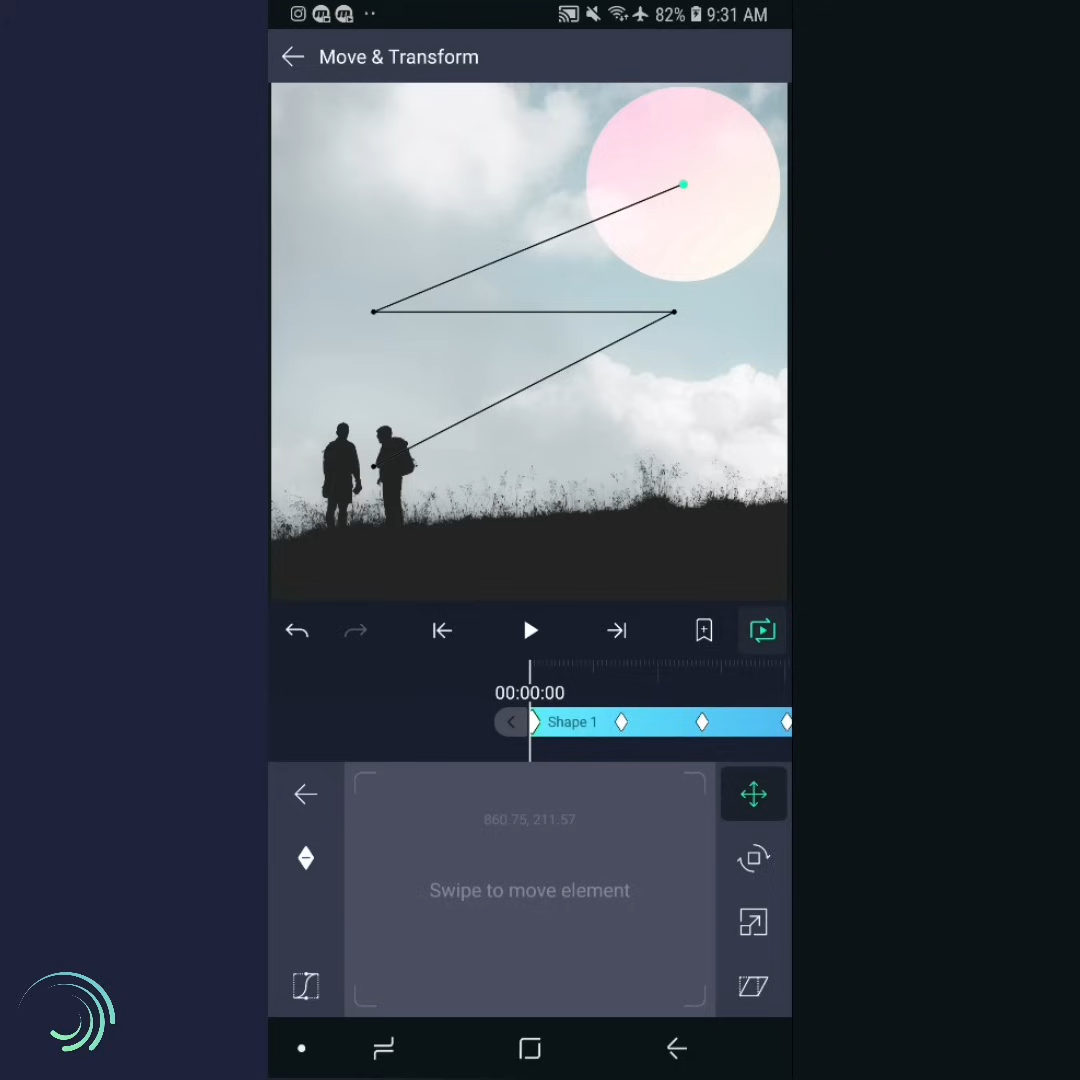 82% 9:31 AM
Move & Transform
00:00:00
Shape 1
860.75, 211.57
Swipe to move element